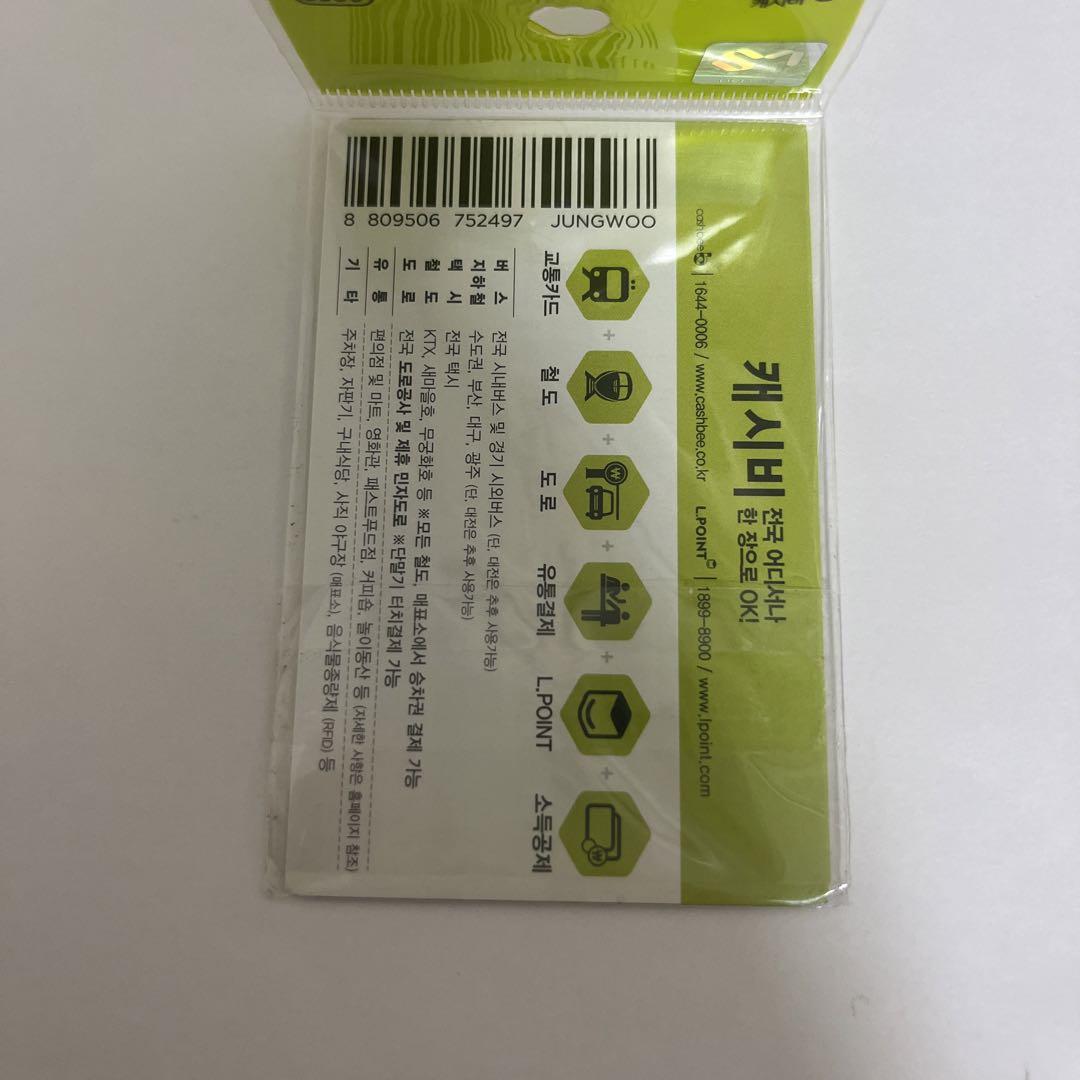 캐시비
8 809506 752497 JUNGWOO
캐시비 전국 어디서나
한 장으로 OK!
cashbee | 1644-0006 / www.cashbee.co.kr L.POINT | 1899-8900 / www.lpoint.com
교통카드 + 철도 + 도로 + 유통결제 + L.POINT + 소득공제
버스 전국 시내버스 및 경기 시외버스 (단, 대전은 추후 사용가능)
지하철 수도권, 부산, 대구, 광주 (단, 대전은 추후 사용가능)
택시 전국 택시
철도 KTX, 새마을호, 무궁화호 등 ※모든 철도, 매표소에서 승차권 결제 가능
도로 전국 도로공사 및 제휴 민자도로 ※단말기 터치결제 가능
유통 편의점 및 마트, 영화관, 패스트푸드점, 커피숍, 놀이동산 등 (자세한 사항은 홈페이지 참조)
기타 주차장, 자판기, 구내식당, 사직 야구장 (매표소), 음식물종량제 (RFID) 등